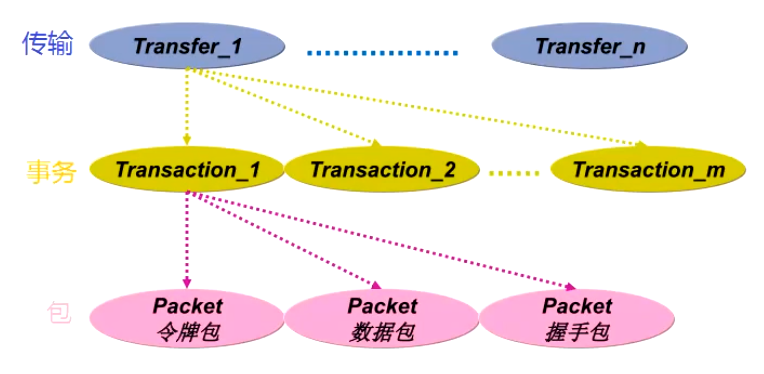 传输
Transfer_1
Transfer_n
事务
Transaction_1
Transaction_2
Transaction_m
包
Packet
令牌包
Packet
数据包
Packet
握手包